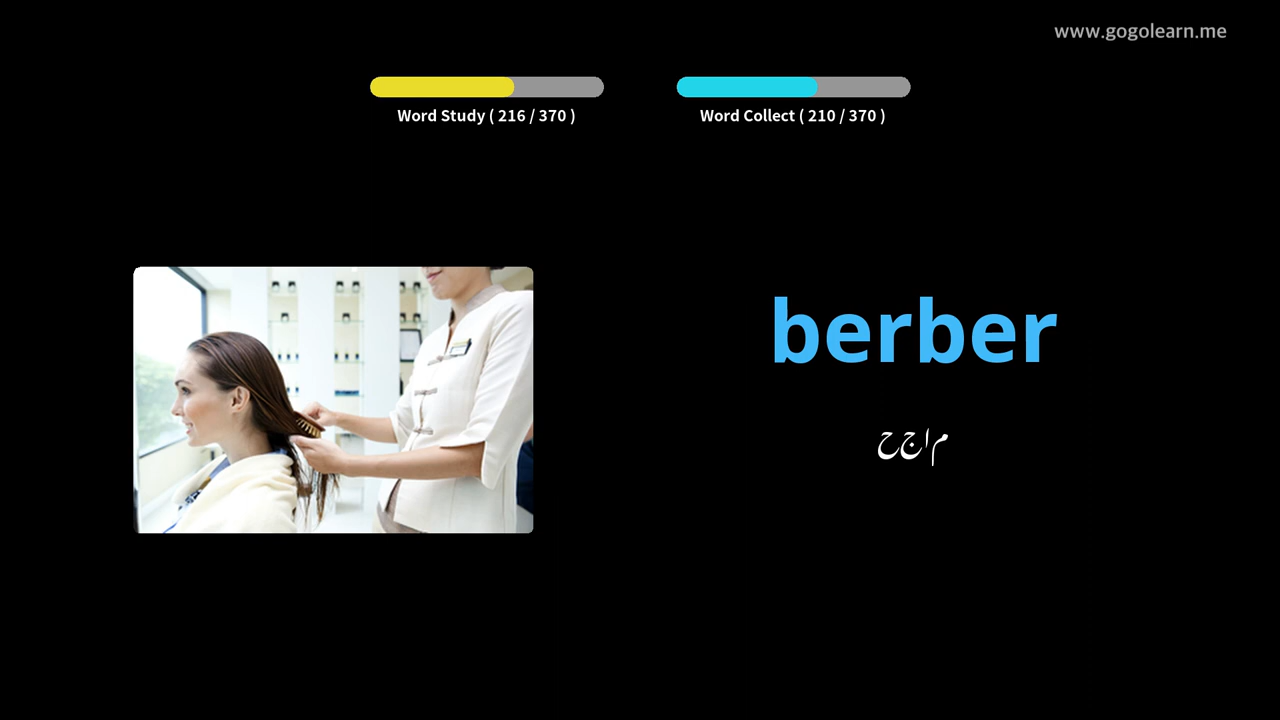 www.gogolearn.me
Word Study ( 216 / 370 )
Word Collect ( 210 / 370 )
berber
حجام